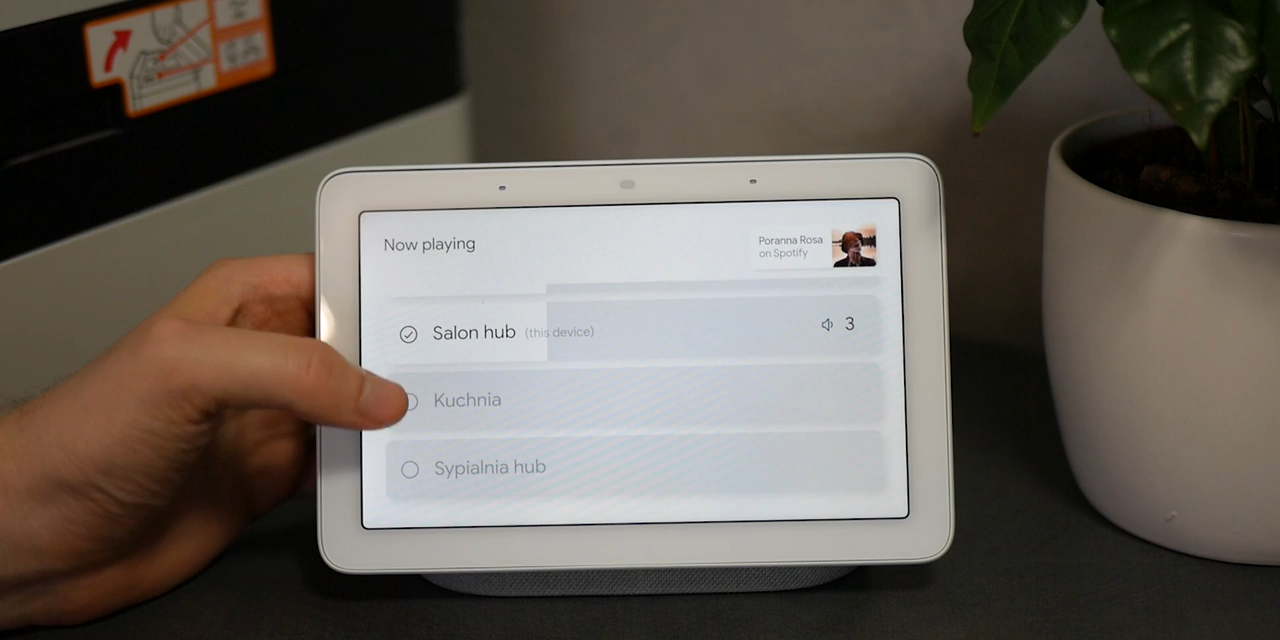 Now playing
Poranna Rosa
on Spotify
Salon hub (this device) 3
Kuchnia
Sypialnia hub